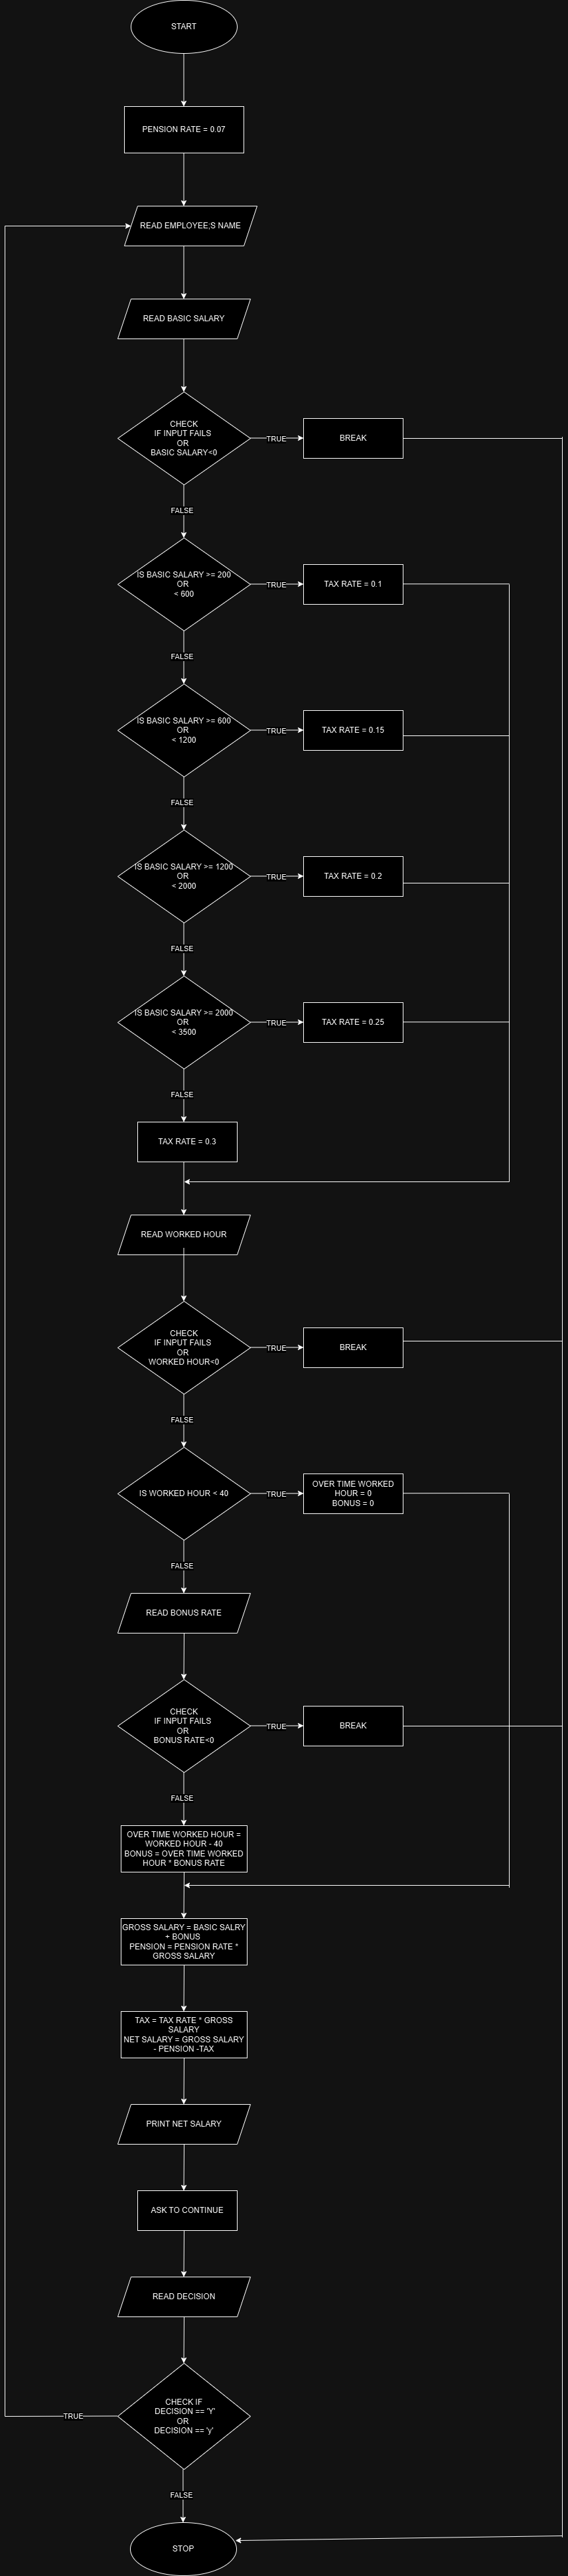 START
PENSION RATE = 0.07
READ EMPLOYEE;S NAME
READ BASIC SALARY
CHECK
IF INPUT FAILS
OR
BASIC SALARY<0
TRUE
BREAK
FALSE
IS BASIC SALARY >= 200
OR
< 600
TRUE
TAX RATE = 0.1
FALSE
IS BASIC SALARY >= 600
OR
< 1200
TRUE
TAX RATE = 0.15
FALSE
IS BASIC SALARY >= 1200
OR
< 2000
TRUE
TAX RATE = 0.2
FALSE
IS BASIC SALARY >= 2000
OR
< 3500
TRUE
TAX RATE = 0.25
FALSE
TAX RATE = 0.3
READ WORKED HOUR
CHECK
IF INPUT FAILS
OR
WORKED HOUR<0
TRUE
BREAK
FALSE
IS WORKED HOUR < 40
TRUE
OVER TIME WORKED
HOUR = 0
BONUS = 0
FALSE
READ BONUS RATE
CHECK
IF INPUT FAILS
OR
BONUS RATE<0
TRUE
BREAK
FALSE
OVER TIME WORKED HOUR =
WORKED HOUR - 40
BONUS = OVER TIME WORKED
HOUR * BONUS RATE
GROSS SALARY = BASIC SALRY
+ BONUS
PENSION = PENSION RATE *
GROSS SALARY
TAX = TAX RATE * GROSS
SALARY
NET SALARY = GROSS SALARY
- PENSION -TAX
PRINT NET SALARY
ASK TO CONTINUE
READ DECISION
CHECK IF
DECISION == 'Y'
OR
DECISION == 'y'
TRUE
FALSE
STOP